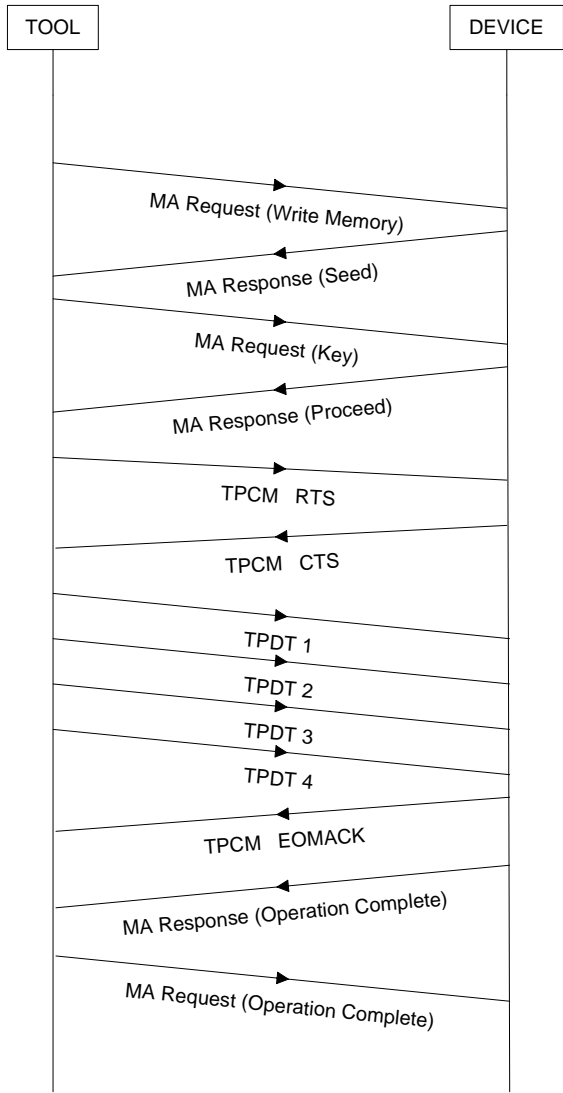 TOOL
DEVICE
MA Request (Write Memory)
MA Response (Seed)
MA Request (Key)
MA Response (Proceed)
TPCM RTS
TPCM CTS
TPDT 1
TPDT 2
TPDT 3
TPDT 4
TPCM EOMACK
MA Response (Operation Complete)
MA Request (Operation Complete)